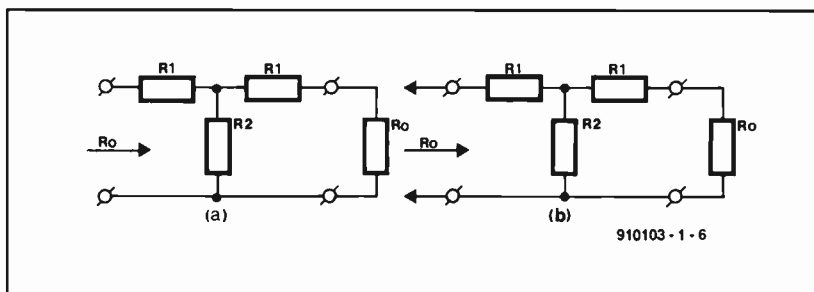 R1 R1 R1 R1
R2 Ro R2 Ro
Ro Ro
(a) (b)
910103 - 1 - 6